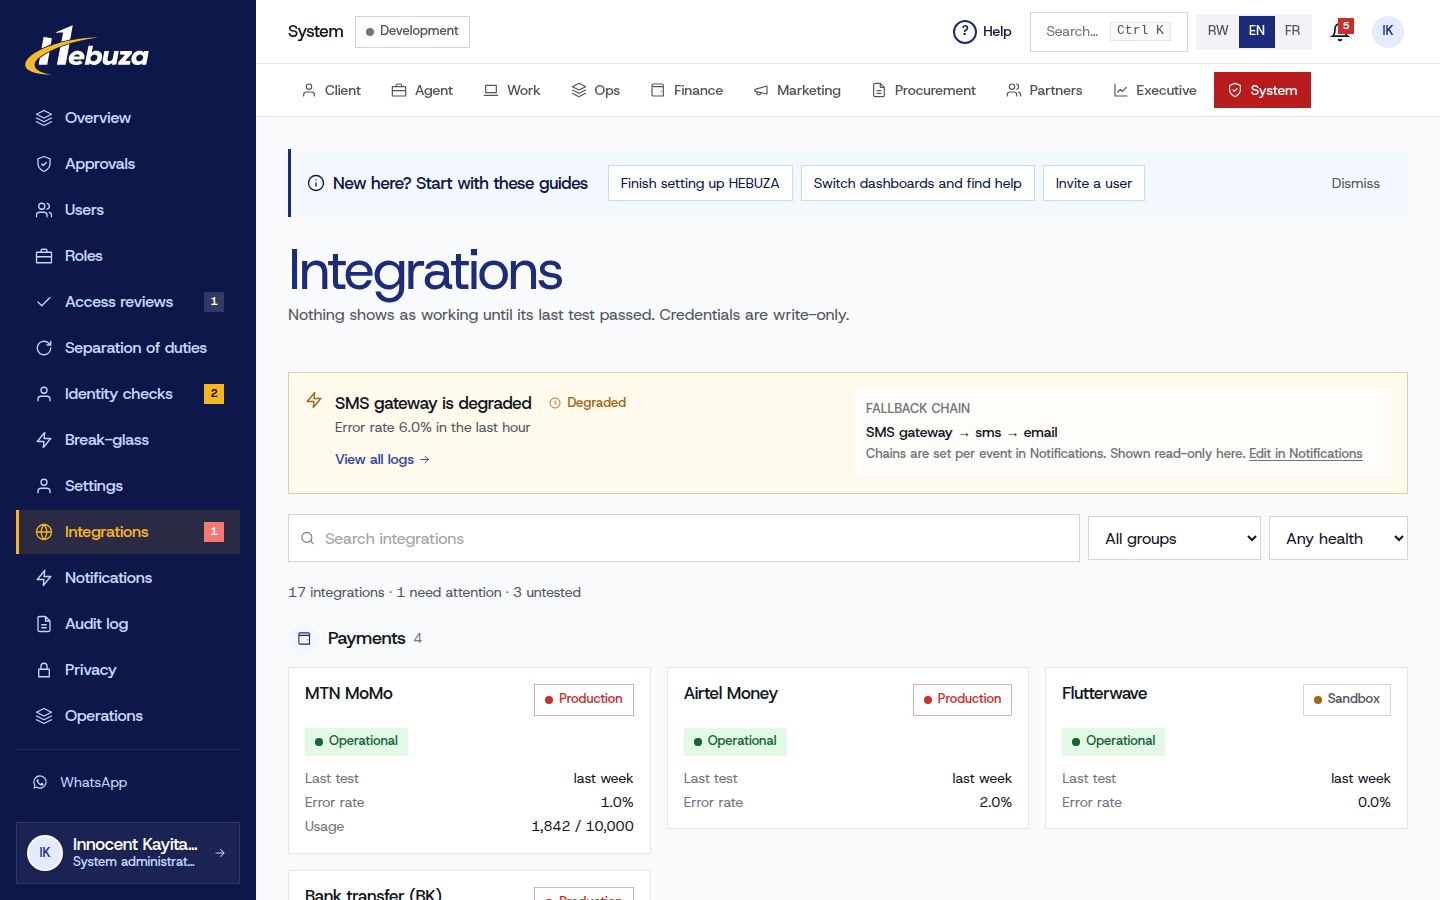 Hebuza
Overview
Approvals
Users
Roles
Access reviews 1
Separation of duties
Identity checks 2
Break-glass
Settings
Integrations 1
Notifications
Audit log
Privacy
Operations
WhatsApp
IK
Innocent Kayita...
System administrat...
System
Development
? Help
Search... Ctrl K
RW EN FR
5
IK
Client
Agent
Work
Ops
Finance
Marketing
Procurement
Partners
Executive
System
New here? Start with these guides
Finish setting up HEBUZA
Switch dashboards and find help
Invite a user
Dismiss
Integrations
Nothing shows as working until its last test passed. Credentials are write-only.
SMS gateway is degraded Degraded
Error rate 6.0% in the last hour
View all logs →
FALLBACK CHAIN
SMS gateway → sms → email
Chains are set per event in Notifications. Shown read-only here. Edit in Notifications
Search integrations
All groups
Any health
17 integrations · 1 need attention · 3 untested
Payments 4
MTN MoMo Production
Operational
Last test last week
Error rate 1.0%
Usage 1,842 / 10,000
Airtel Money Production
Operational
Last test last week
Error rate 2.0%
Flutterwave Sandbox
Operational
Last test last week
Error rate 0.0%
Bank transfer (BK) Production